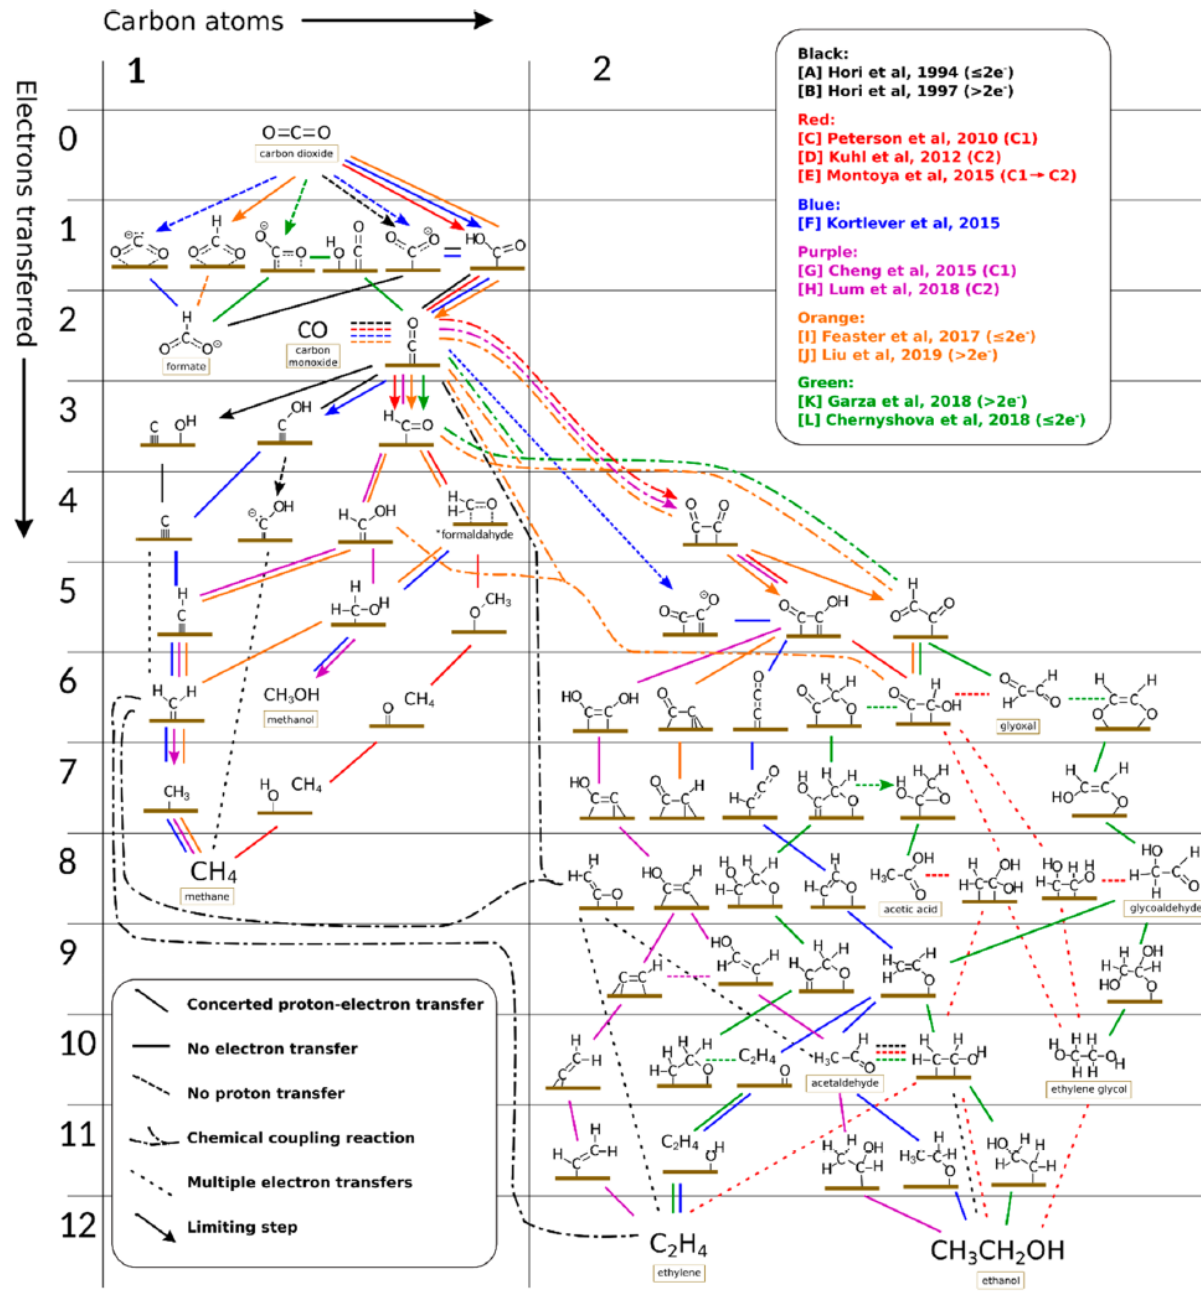 Carbon atoms
1
2
Electrons transferred
Black:
[A] Hori et al, 1994 (≤2e⁻)
[B] Hori et al, 1997 (>2e⁻)
Red:
[C] Peterson et al, 2010 (C1)
[D] Kuhl et al, 2012 (C2)
[E] Montoya et al, 2015 (C1→ C2)
Blue:
[F] Kortlever et al, 2015
Purple:
[G] Cheng et al, 2015 (C1)
[H] Lum et al, 2018 (C2)
Orange:
[I] Feaster et al, 2017 (≤2e⁻)
[J] Liu et al, 2019 (>2e⁻)
Green:
[K] Garza et al, 2018 (>2e⁻)
[L] Chernyshova et al, 2018 (≤2e⁻)
0
O=C=O
carbon dioxide
1
2
formate
CO
carbon monoxide
3
4
*formaldahyde
5
6
CH₃OH
methanol
CH₄
glyoxal
7
CH₃
CH₄
8
CH₄
methane
acetic acid
glycoaldehyde
9
10
C₂H₄
acetaldehyde
ethylene glycol
11
C₂H₄
12
C₂H₄
ethylene
CH₃CH₂OH
ethanol
Concerted proton-electron transfer
No electron transfer
No proton transfer
Chemical coupling reaction
Multiple electron transfers
Limiting step